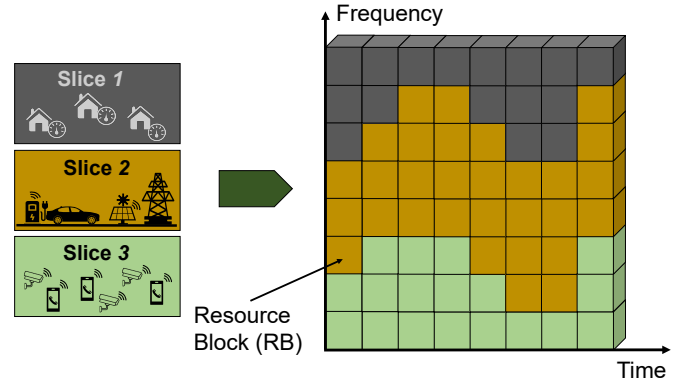 Frequency
Slice 1
Slice 2
Slice 3
Resource
Block (RB)
Time